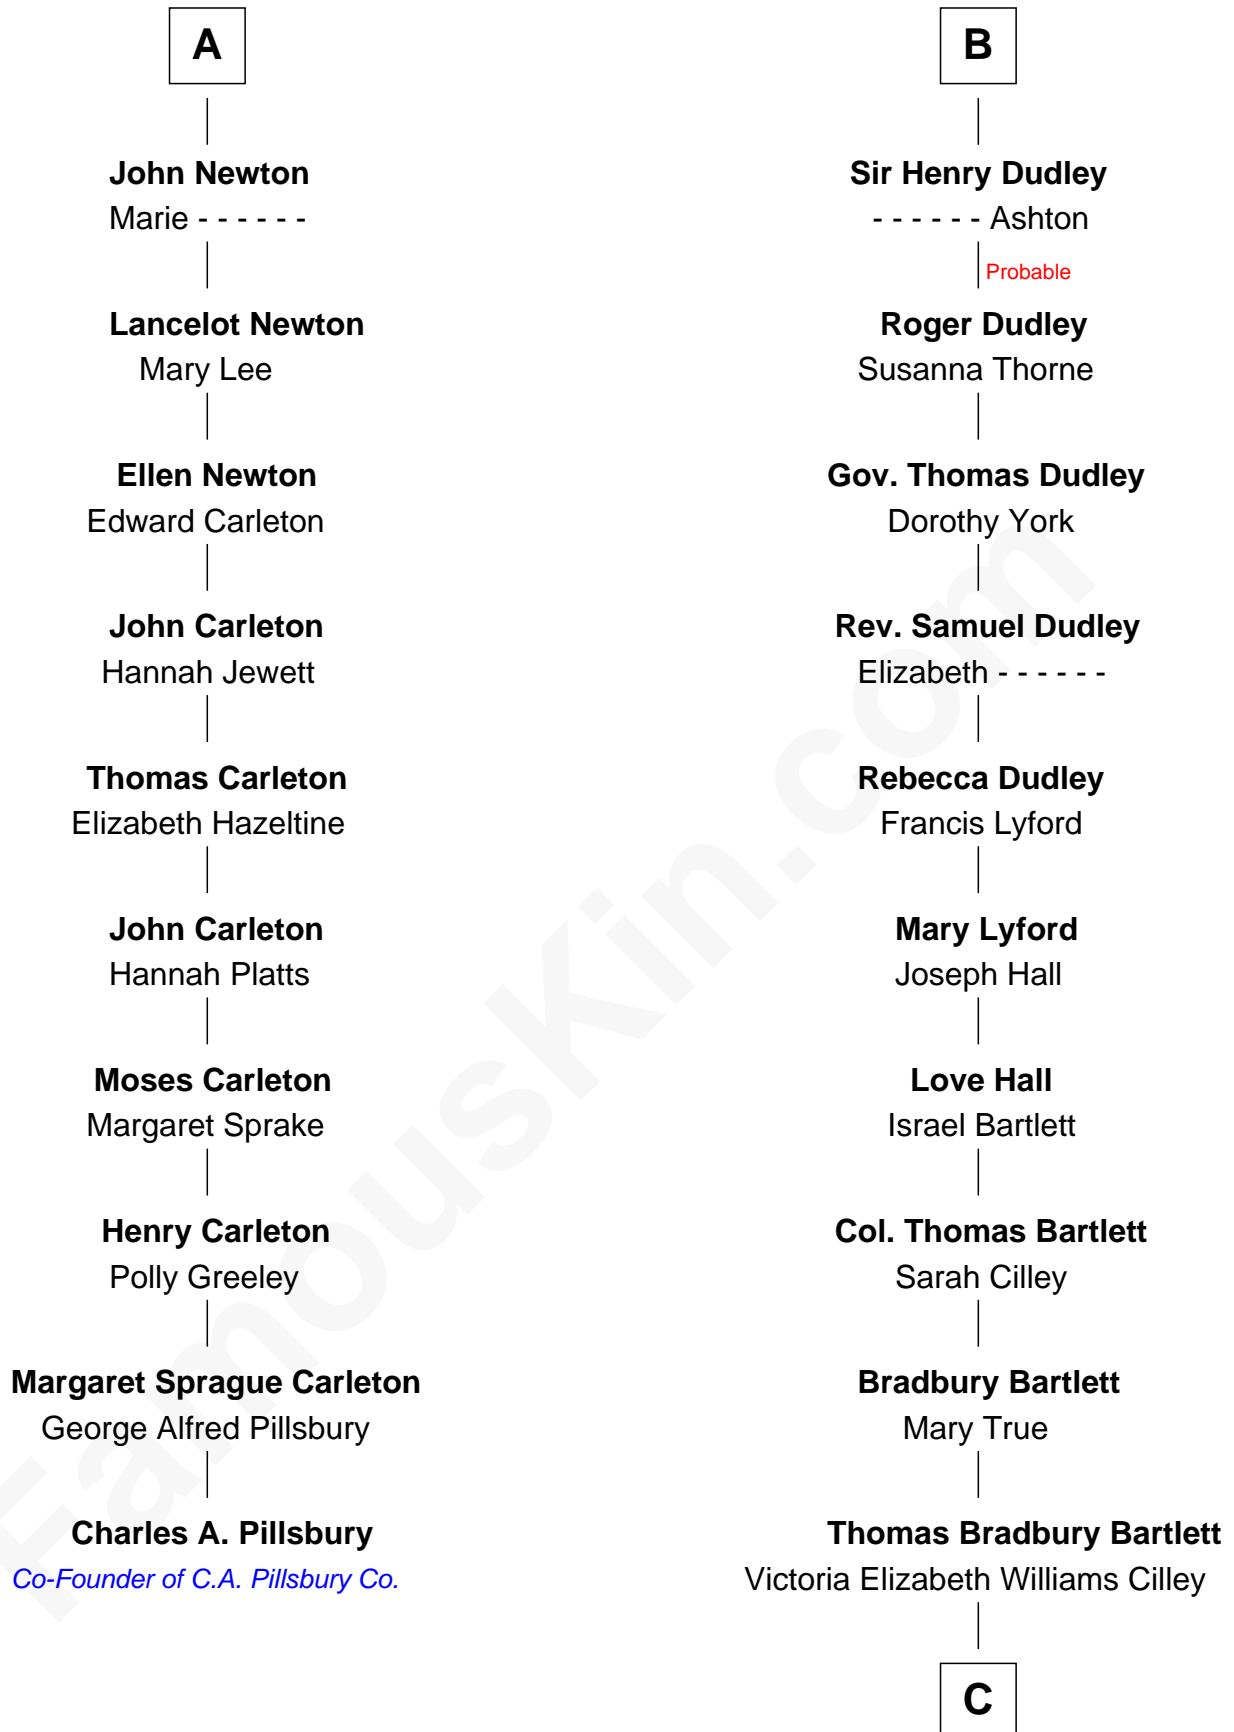 A
John Newton
Marie - - - - - -
Lancelot Newton
Mary Lee
Ellen Newton
Edward Carleton
John Carleton
Hannah Jewett
Thomas Carleton
Elizabeth Hazeltine
John Carleton
Hannah Platts
Moses Carleton
Margaret Sprake
Henry Carleton
Polly Greeley
Margaret Sprague Carleton
George Alfred Pillsbury
Charles A. Pillsbury
Co-Founder of C.A. Pillsbury Co.
B
Sir Henry Dudley
- - - - - - Ashton
Probable
Roger Dudley
Susanna Thorne
Gov. Thomas Dudley
Dorothy York
Rev. Samuel Dudley
Elizabeth - - - - - -
Rebecca Dudley
Francis Lyford
Mary Lyford
Joseph Hall
Love Hall
Israel Bartlett
Col. Thomas Bartlett
Sarah Cilley
Bradbury Bartlett
Mary True
Thomas Bradbury Bartlett
Victoria Elizabeth Williams Cilley
C
FamousKin.com